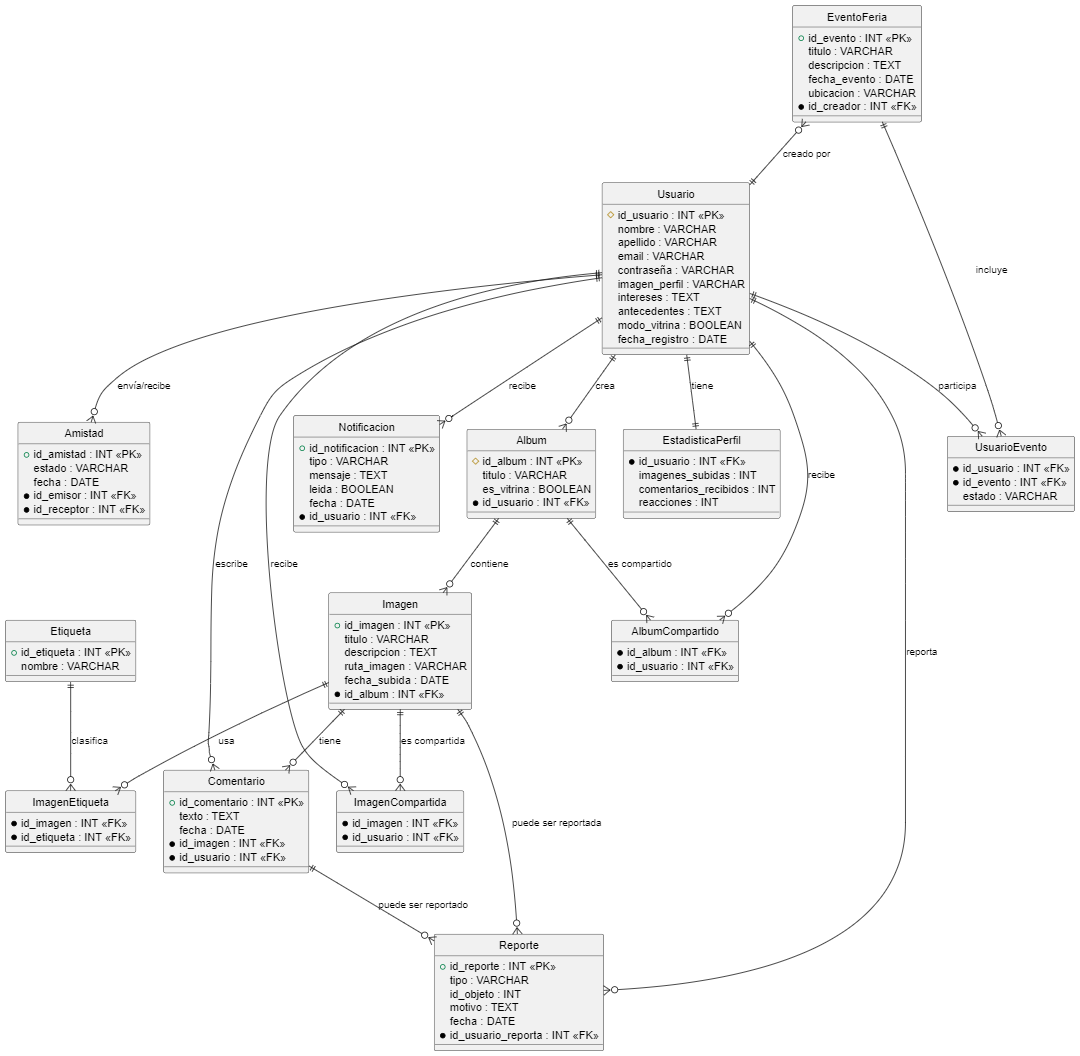 EventoFeria
id_evento : INT «PK»
titulo : VARCHAR
descripcion : TEXT
fecha_evento : DATE
ubicacion : VARCHAR
id_creador : INT «FK»
creado por
Usuario
id_usuario : INT «PK»
nombre : VARCHAR
apellido : VARCHAR
email : VARCHAR
contraseña : VARCHAR
imagen_perfil : VARCHAR
intereses : TEXT
antecedentes : TEXT
modo_vitrina : BOOLEAN
fecha_registro : DATE
incluye
envía/recibe
recibe
crea
tiene
participa
Amistad
id_amistad : INT «PK»
estado : VARCHAR
fecha : DATE
id_emisor : INT «FK»
id_receptor : INT «FK»
Notificacion
id_notificacion : INT «PK»
tipo : VARCHAR
mensaje : TEXT
leida : BOOLEAN
fecha : DATE
id_usuario : INT «FK»
Album
id_album : INT «PK»
titulo : VARCHAR
es_vitrina : BOOLEAN
id_usuario : INT «FK»
EstadisticaPerfil
id_usuario : INT «FK»
imagenes_subidas : INT
comentarios_recibidos : INT
reacciones : INT
recibe
UsuarioEvento
id_usuario : INT «FK»
id_evento : INT «FK»
estado : VARCHAR
escribe
recibe
contiene
es compartido
Etiqueta
id_etiqueta : INT «PK»
nombre : VARCHAR
Imagen
id_imagen : INT «PK»
titulo : VARCHAR
descripcion : TEXT
ruta_imagen : VARCHAR
fecha_subida : DATE
id_album : INT «FK»
AlbumCompartido
id_album : INT «FK»
id_usuario : INT «FK»
reporta
clasifica
usa
tiene
es compartida
ImagenEtiqueta
id_imagen : INT «FK»
id_etiqueta : INT «FK»
Comentario
id_comentario : INT «PK»
texto : TEXT
fecha : DATE
id_imagen : INT «FK»
id_usuario : INT «FK»
ImagenCompartida
id_imagen : INT «FK»
id_usuario : INT «FK»
puede ser reportada
puede ser reportado
Reporte
id_reporte : INT «PK»
tipo : VARCHAR
id_objeto : INT
motivo : TEXT
fecha : DATE
id_usuario_reporta : INT «FK»